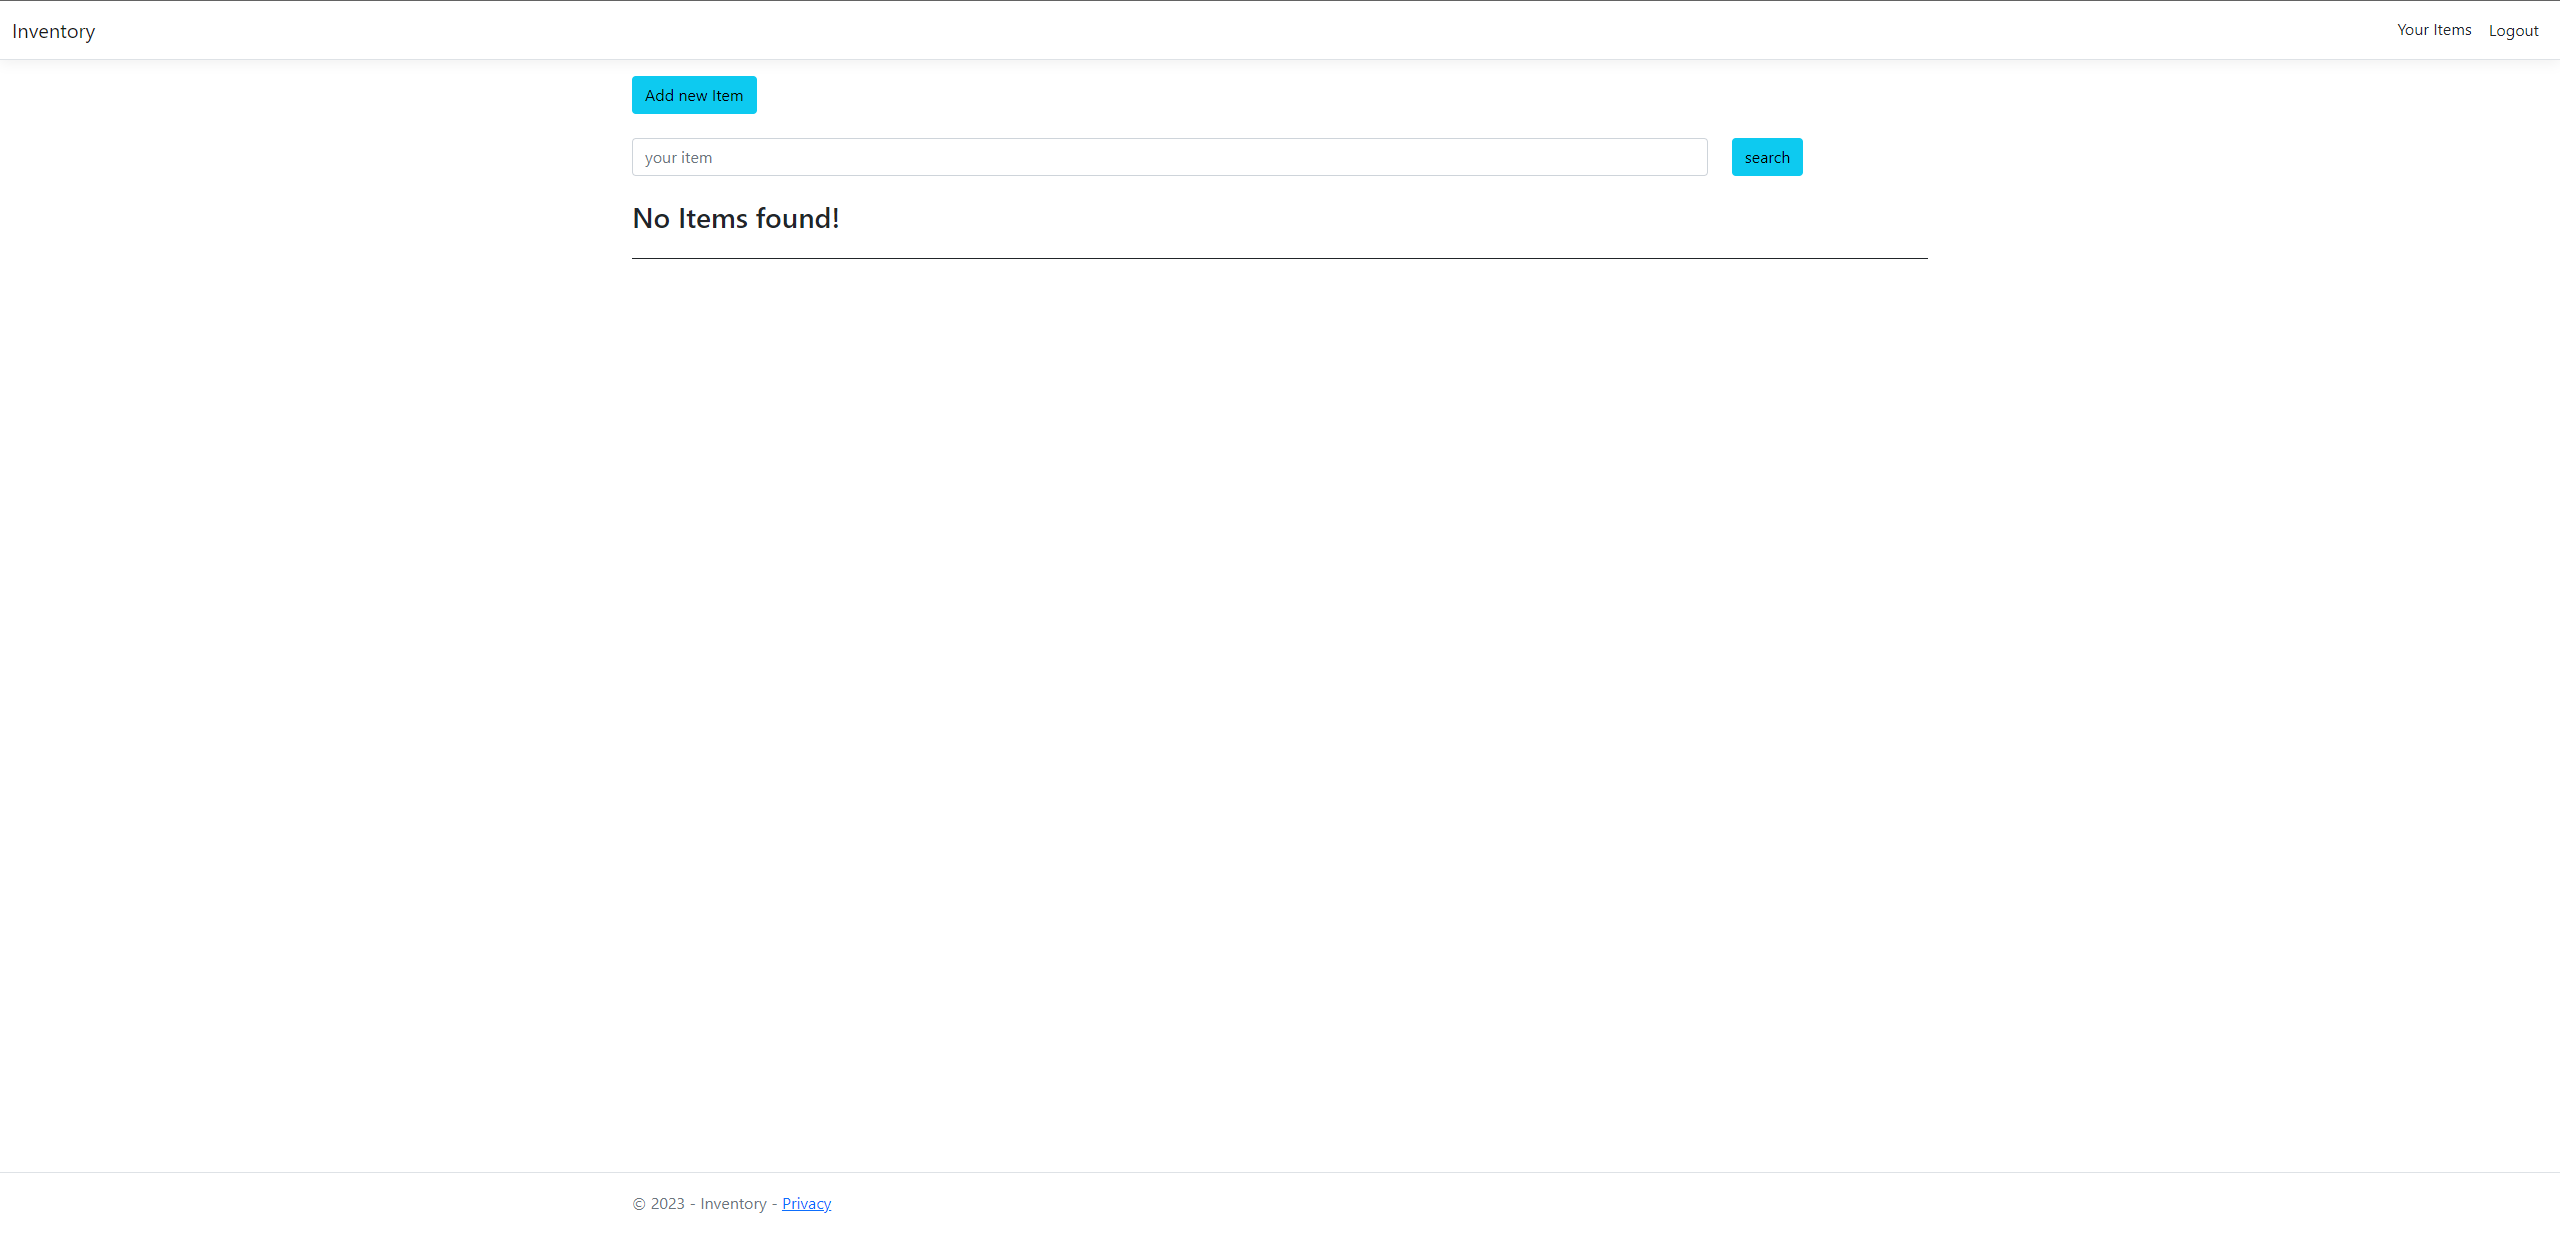 Inventory
Your Items
Logout
Add new Item
your item
search
No Items found!
© 2023 - Inventory - Privacy